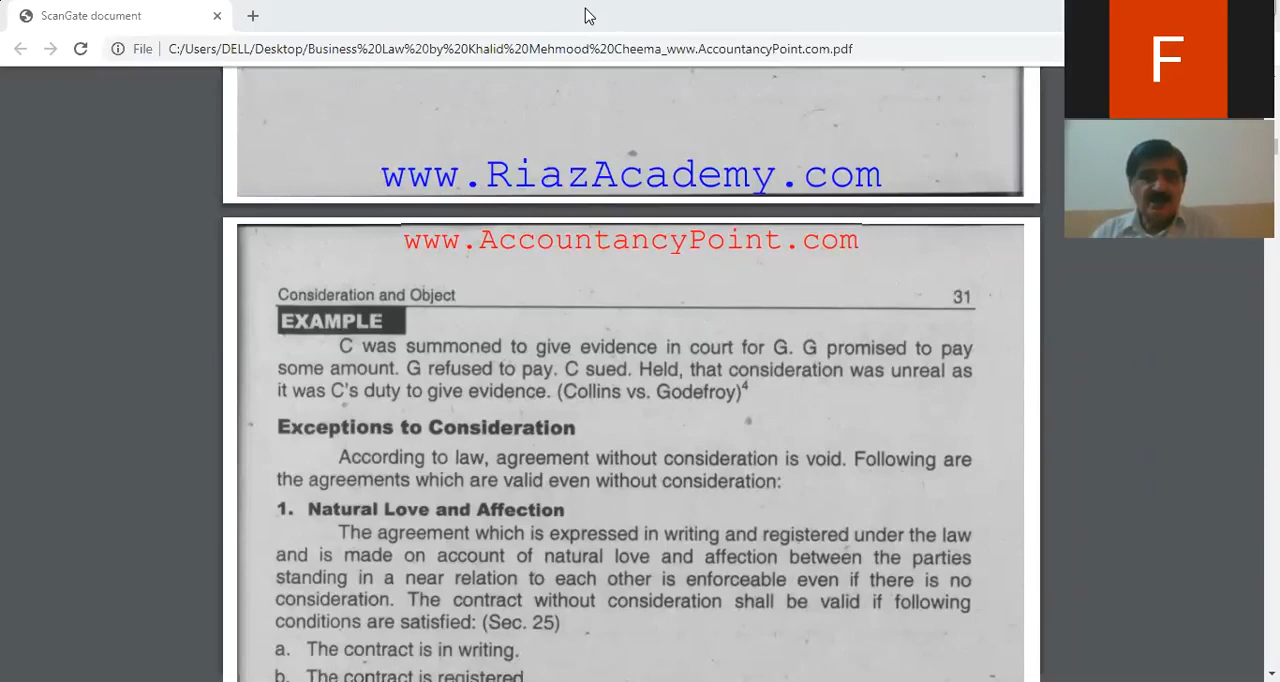 ScanGate document
File
C:/Users/DELL/Desktop/Business%20Law%20by%20Khalid%20Mehmood%20Cheema_www.AccountancyPoint.com.pdf
F
www.RiazAcademy.com
www.AccountancyPoint.com
Consideration and Object 31
EXAMPLE
C was summoned to give evidence in court for G. G promised to pay
some amount. G refused to pay. C sued. Held, that consideration was unreal as
it was C's duty to give evidence. (Collins vs. Godefroy)4
Exceptions to Consideration
According to law, agreement without consideration is void. Following are
the agreements which are valid even without consideration:
1. Natural Love and Affection
The agreement which is expressed in writing and registered under the law
and is made on account of natural love and affection between the parties
standing in a near relation to each other is enforceable even if there is no
consideration. The contract without consideration shall be valid if following
conditions are satisfied: (Sec. 25)
a. The contract is in writing.
b. The contract is registered